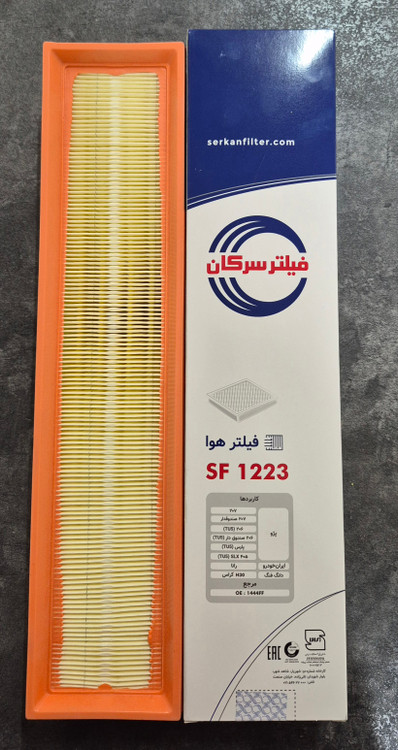 serkanfilter.com
فیلتر سرکان
فیلتر هوا
SF 1223
کاربردها
پژو
۲۰۷
۲۰۷ صندوقدار
۲۰۶ (TU5)
۲۰۶ صندوق دار (TU5)
پارس (TU5)
۴۰۵ SLX (TU5)
ایران‌خودرو
رانا
دانگ فنگ
H30 کراس
مرجع
OE : 1444FF
EAC